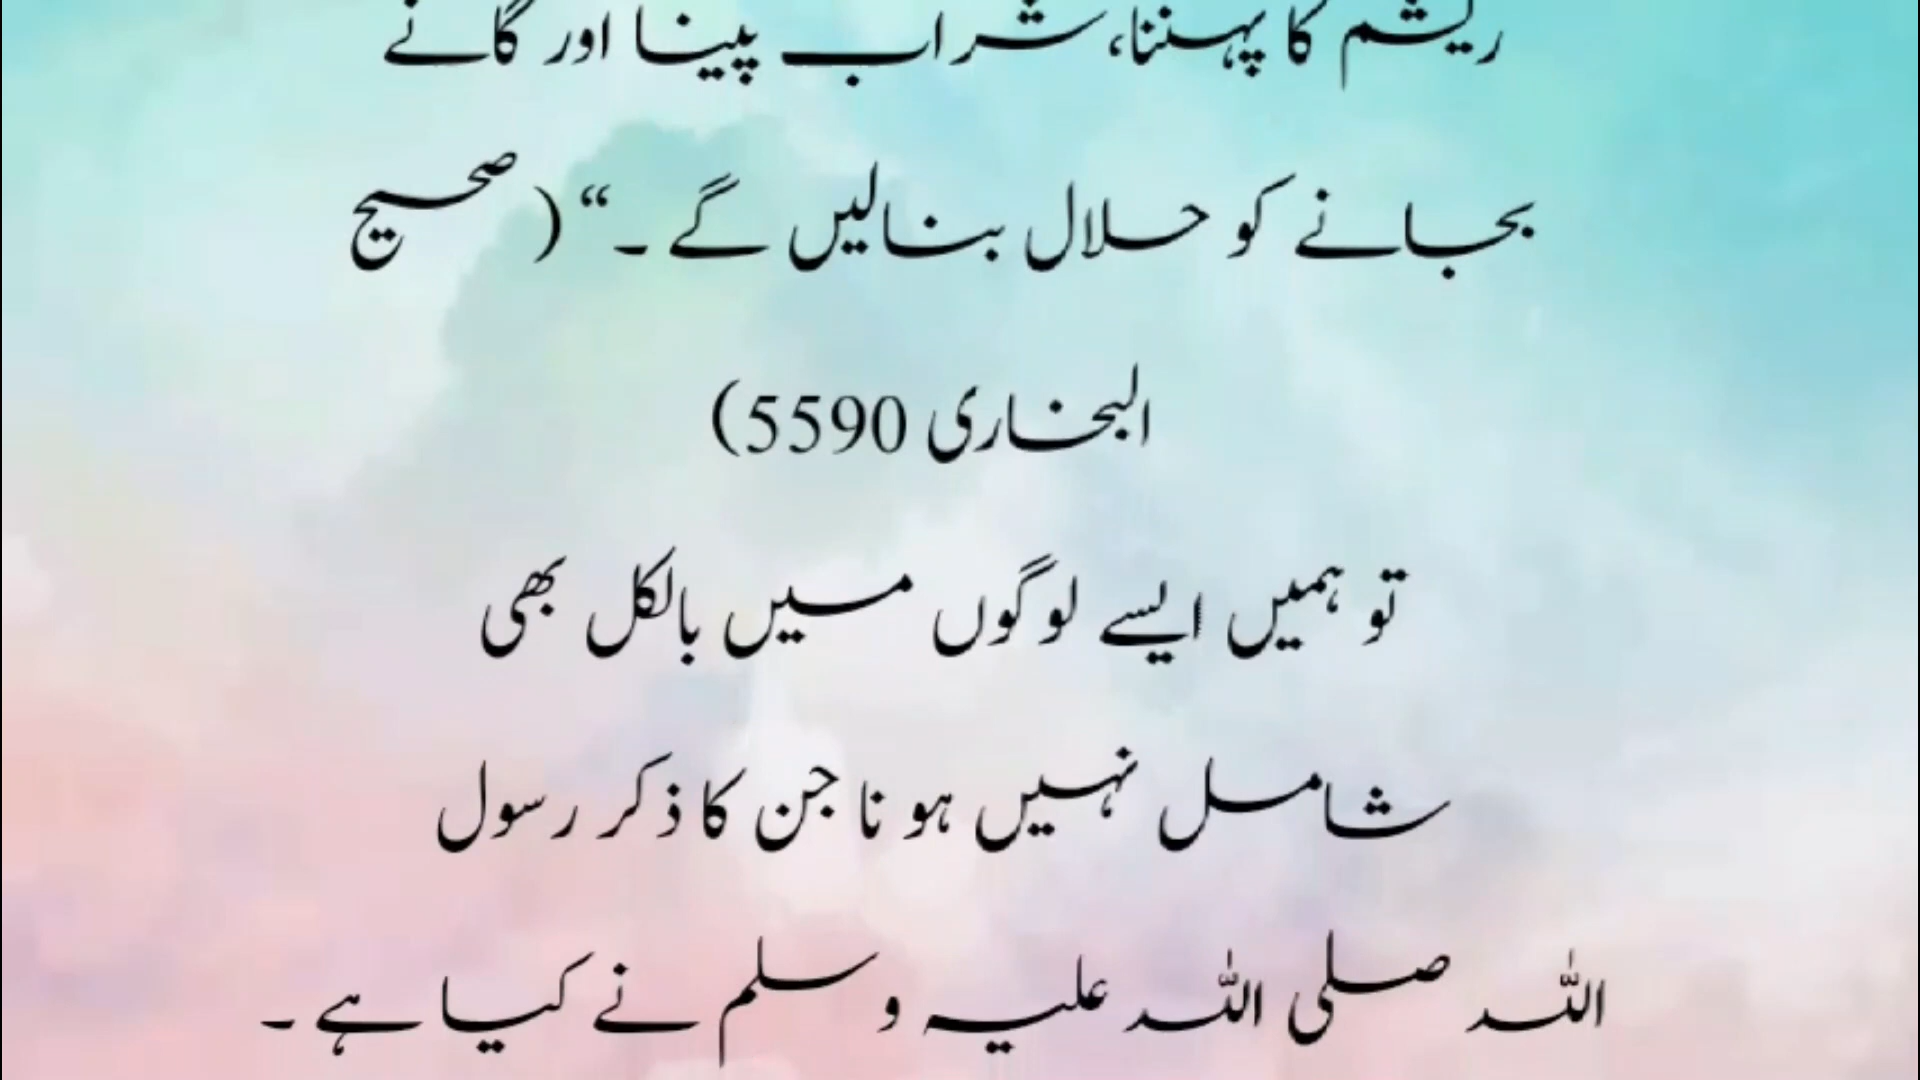 ریشم کا پہننا، شراب پینا اور گانے
بجانے کو حلال بنالیں گے ۔“ (صحیح
البخاری 5590)
تو ہمیں ایسے لوگوں میں بالکل بھی
شامل نہیں ہونا جن کا ذکر رسول
اللہ صلی اللہ علیہ وسلم نے کیا ہے ۔